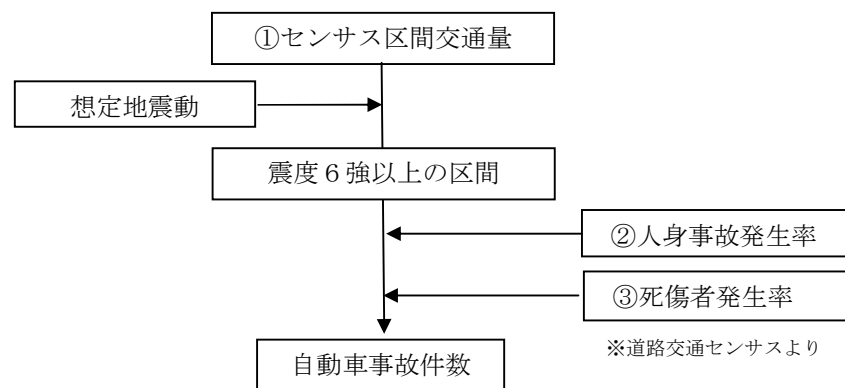 ①センサス区間交通量
想定地震動
震度６強以上の区間
②人身事故発生率
③死傷者発生率
※道路交通センサスより
自動車事故件数